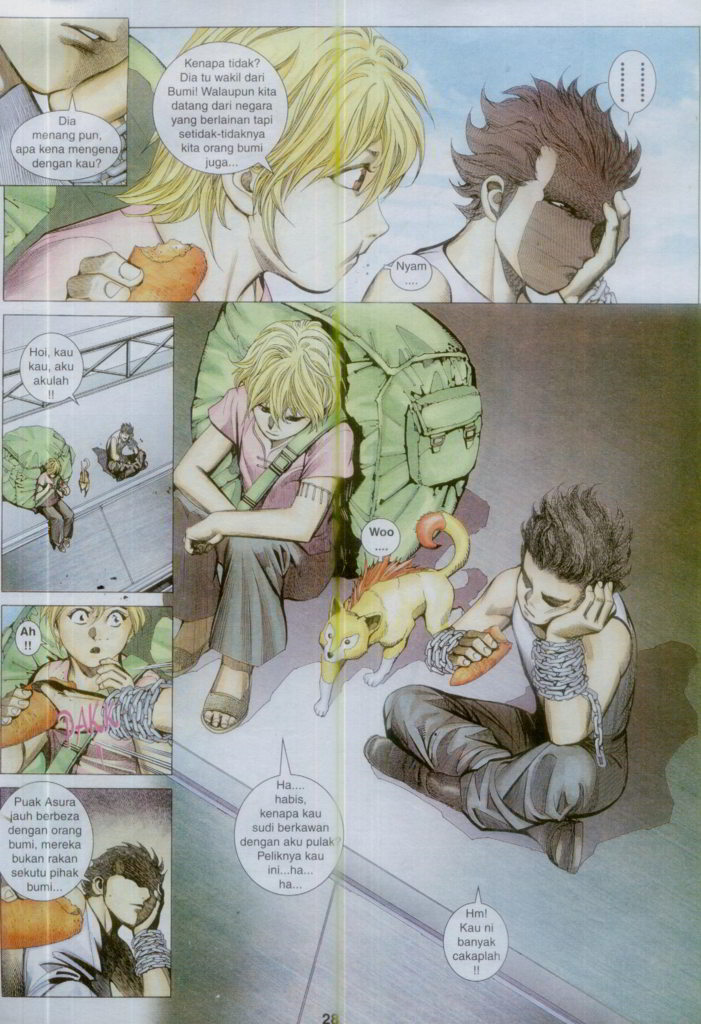 Dia
menang pun,
apa kena mengena
dengan kau?
Kenapa tidak?
Dia tu wakil dari
Bumi! Walaupun kita
datang dari negara
yang berlainan tapi
setidak-tidaknya
kita orang bumi
juga...
Nyam
....
Hoi, kau
kau, aku
akulah
!!
Woo
....
Ah
!!
DAKK
Puak Asura
jauh berbeza
dengan orang
bumi, mereka
bukan rakan
sekutu pihak
bumi...
Ha....
habis,
kenapa kau
sudi berkawan
dengan aku pulak?
Peliknya kau
ini...ha...
ha...
Hm!
Kau ni
banyak
cakaplah
!!
28